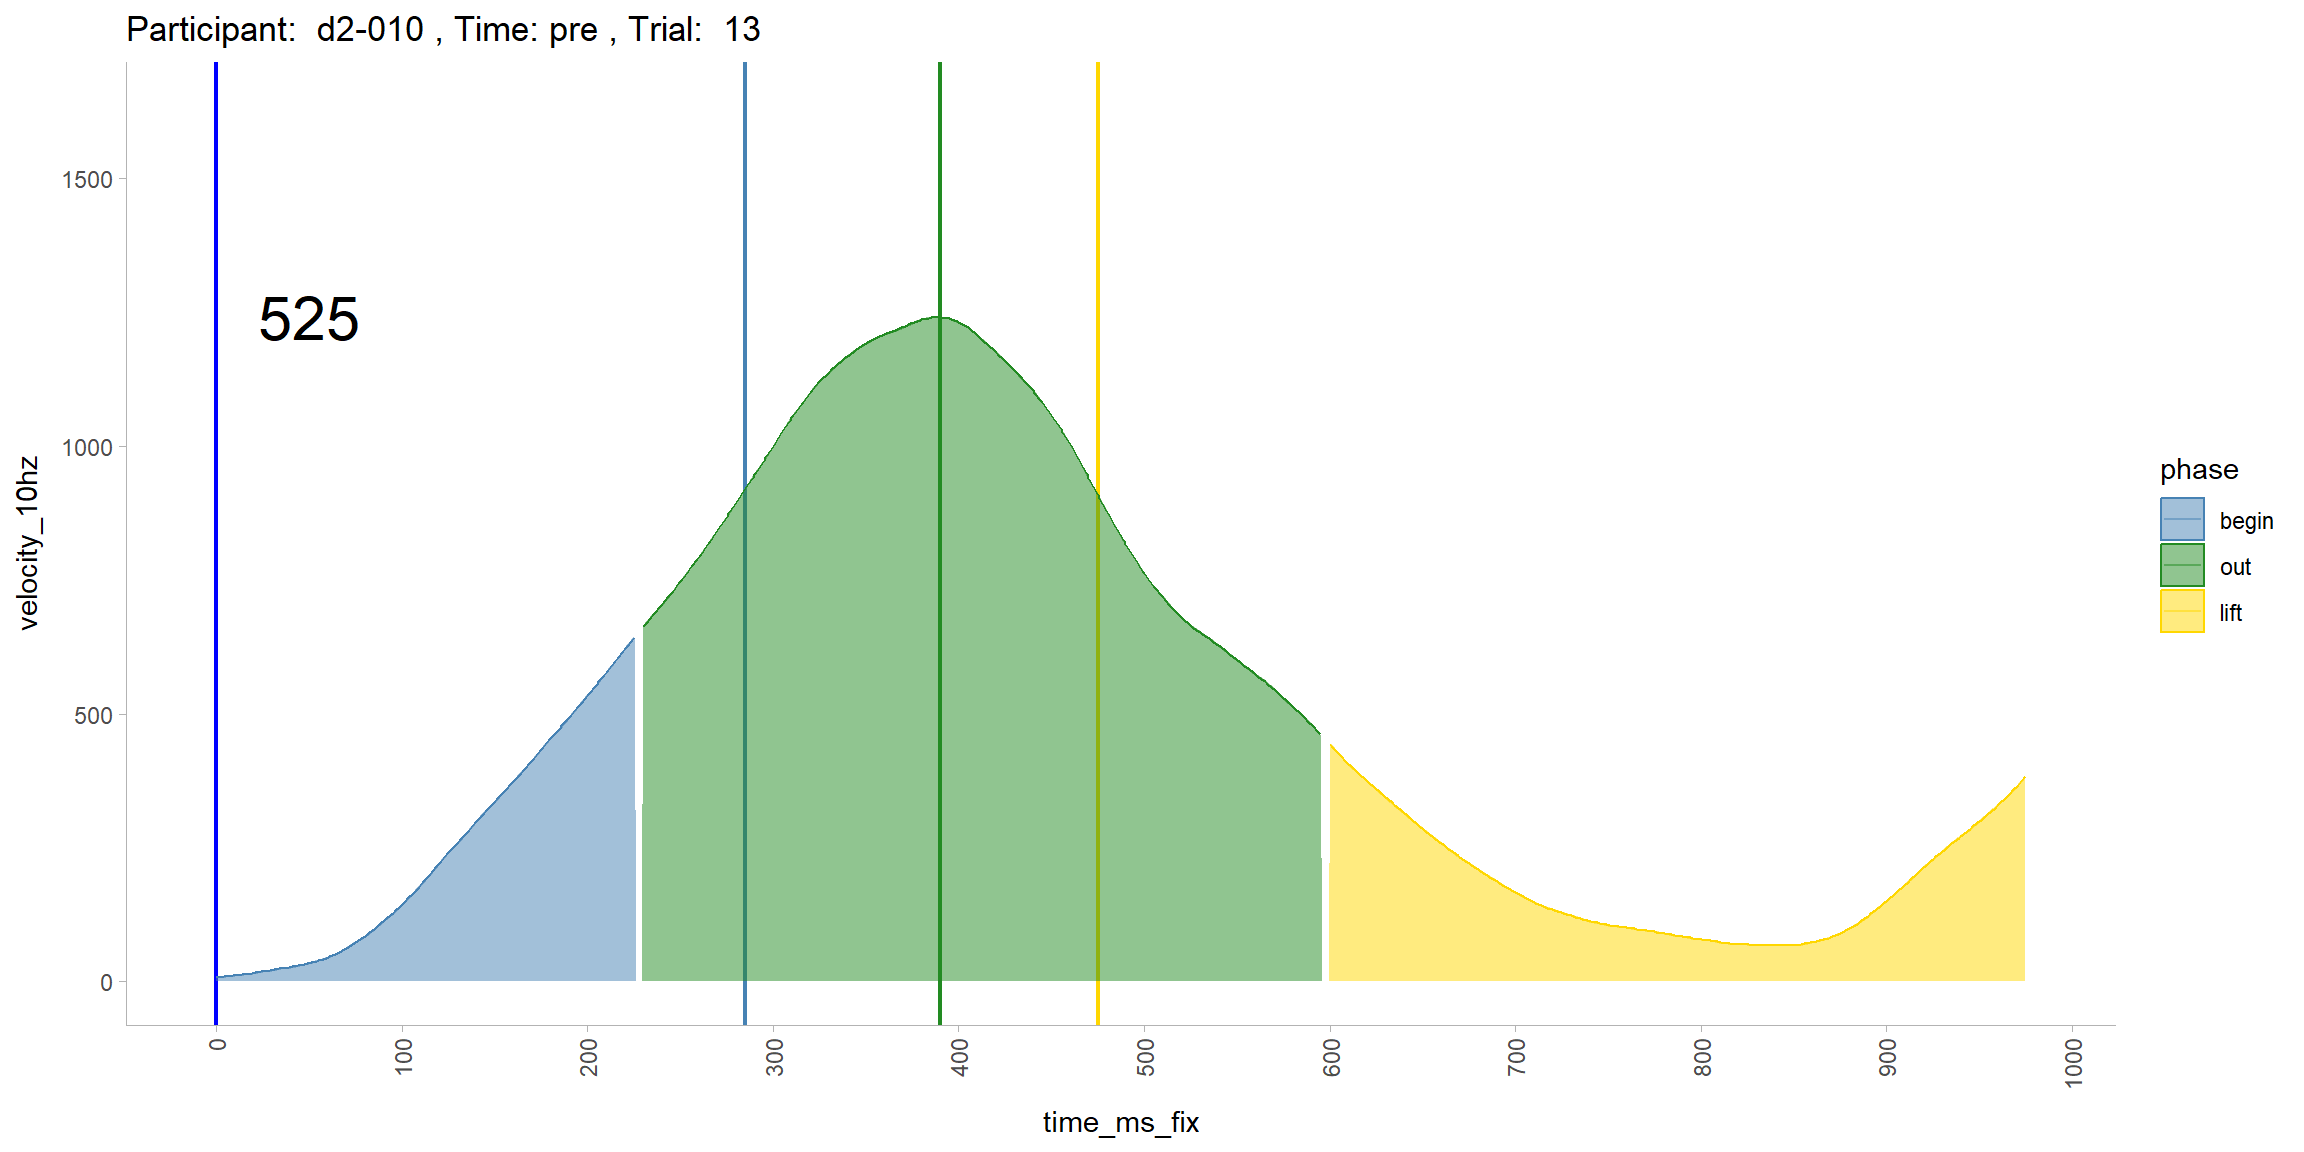 Participant:  d2-010 , Time: pre , Trial:  13
1500
1000
500
0
velocity_10hz
525
0
100
200
300
400
500
600
700
800
900
1000
time_ms_fix
phase
begin
out
lift